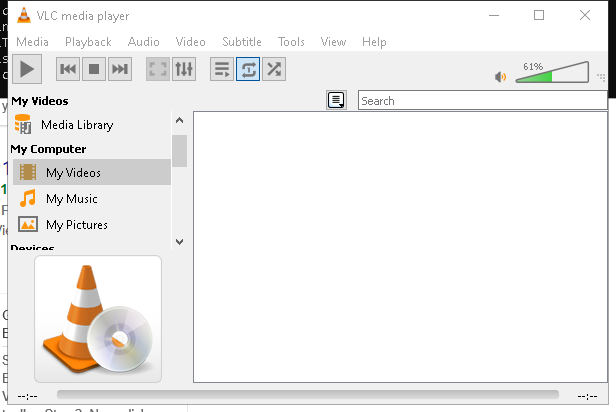 VLC media player
Media Playback Audio Video Subtitle Tools View Help
61%
My Videos
Search
Media Library
My Computer
My Videos
My Music
My Pictures
Devices
--:--
--:--